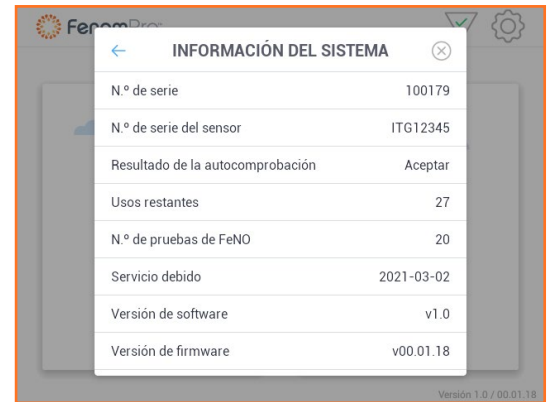 FenomPro
INFORMACIÓN DEL SISTEMA
N.º de serie 100179
N.º de serie del sensor ITG12345
Resultado de la autocomprobación Aceptar
Usos restantes 27
N.º de pruebas de FeNO 20
Servicio debido 2021-03-02
Versión de software v1.0
Versión de firmware v00.01.18
Versión 1.0 / 00.01.18